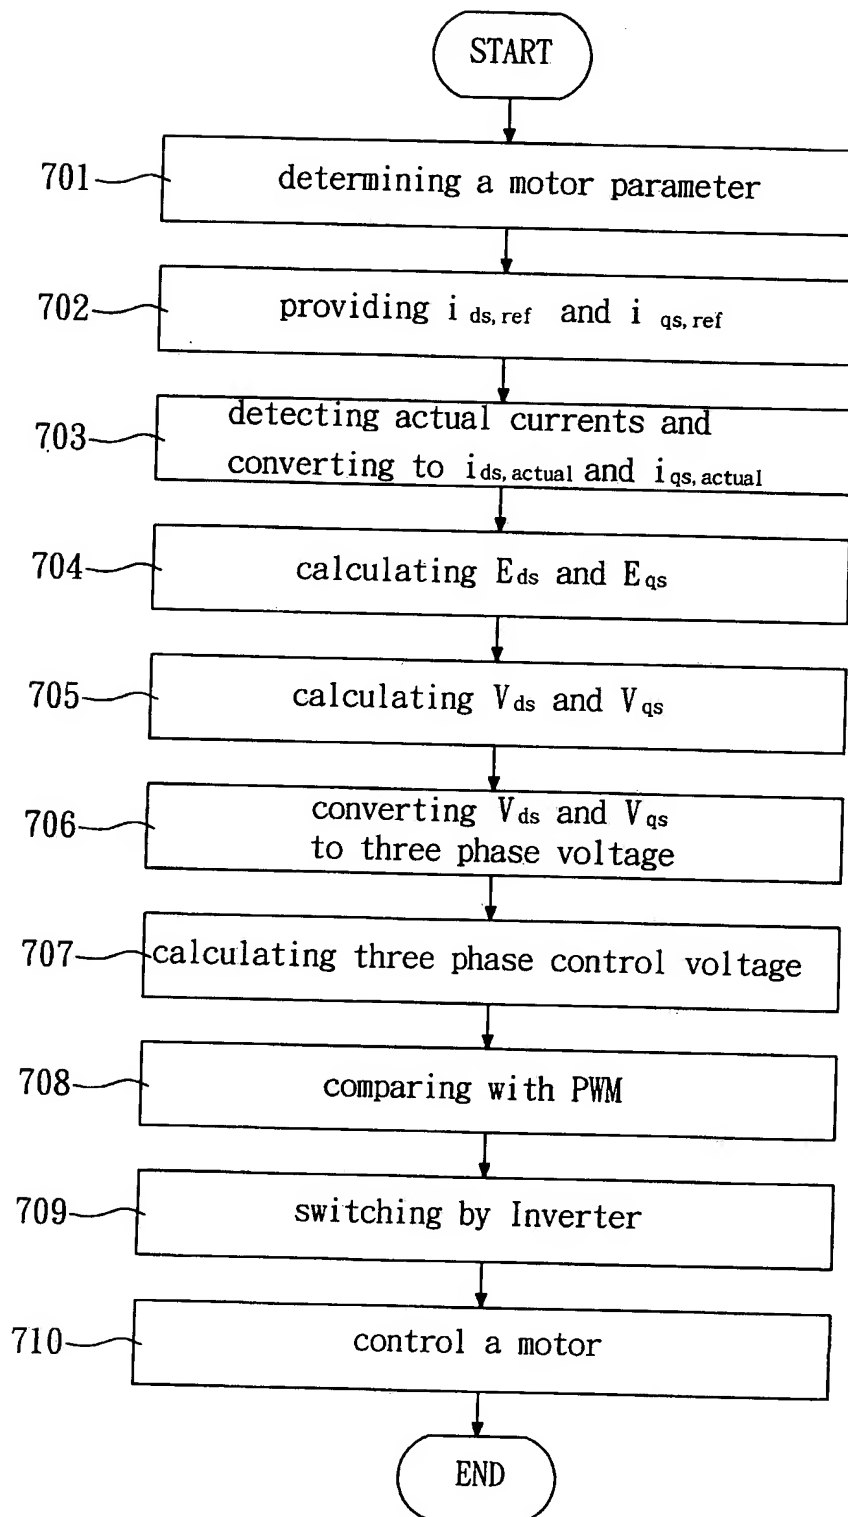 START
701
determining a motor parameter
702
providing i ds,ref and i qs,ref
703
detecting actual currents and
converting to ids,actual and iqs,actual
704
calculating Eds and Eqs
705
calculating Vds and Vqs
706
converting Vds and Vqs
to three phase voltage
707
calculating three phase control voltage
708
comparing with PWM
709
switching by Inverter
710
control a motor
END